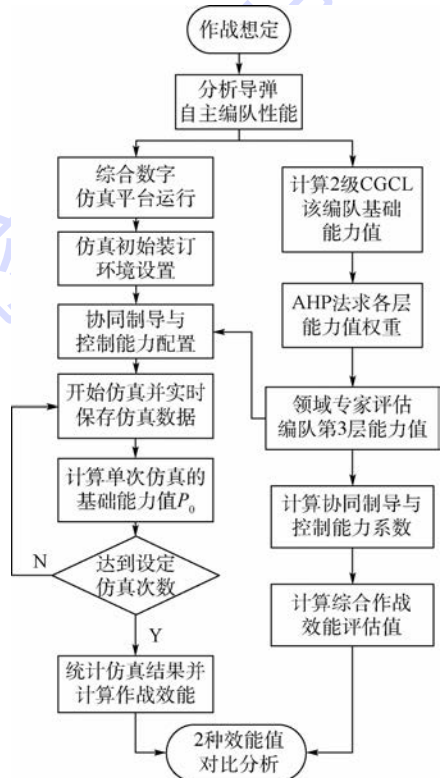 作战想定
分析导弹
自主编队性能
综合数字
仿真平台运行
仿真初始装订
环境设置
协同制导与
控制能力配置
开始仿真并实时
保存仿真数据
计算单次仿真的
基础能力值P₀
N
达到设定
仿真次数
Y
统计仿真结果并
计算作战效能
计算2级CGCL
该编队基础
能力值
AHP法求各层
能力值权重
领域专家评估
编队第3层能力值
计算协同制导与
控制能力系数
计算综合作战
效能评估值
2种效能值
对比分析